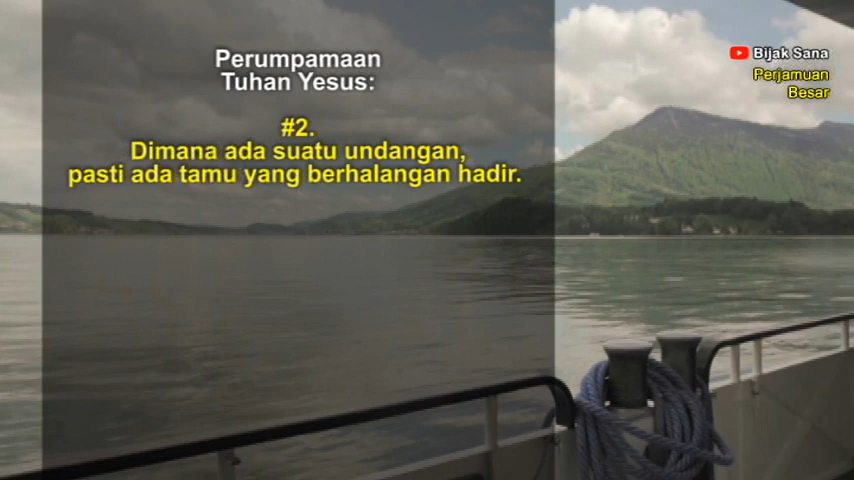 Perumpamaan
Tuhan Yesus:
#2.
Dimana ada suatu undangan,
pasti ada tamu yang berhalangan hadir.
Bijak Sana
Perjamuan
Besar